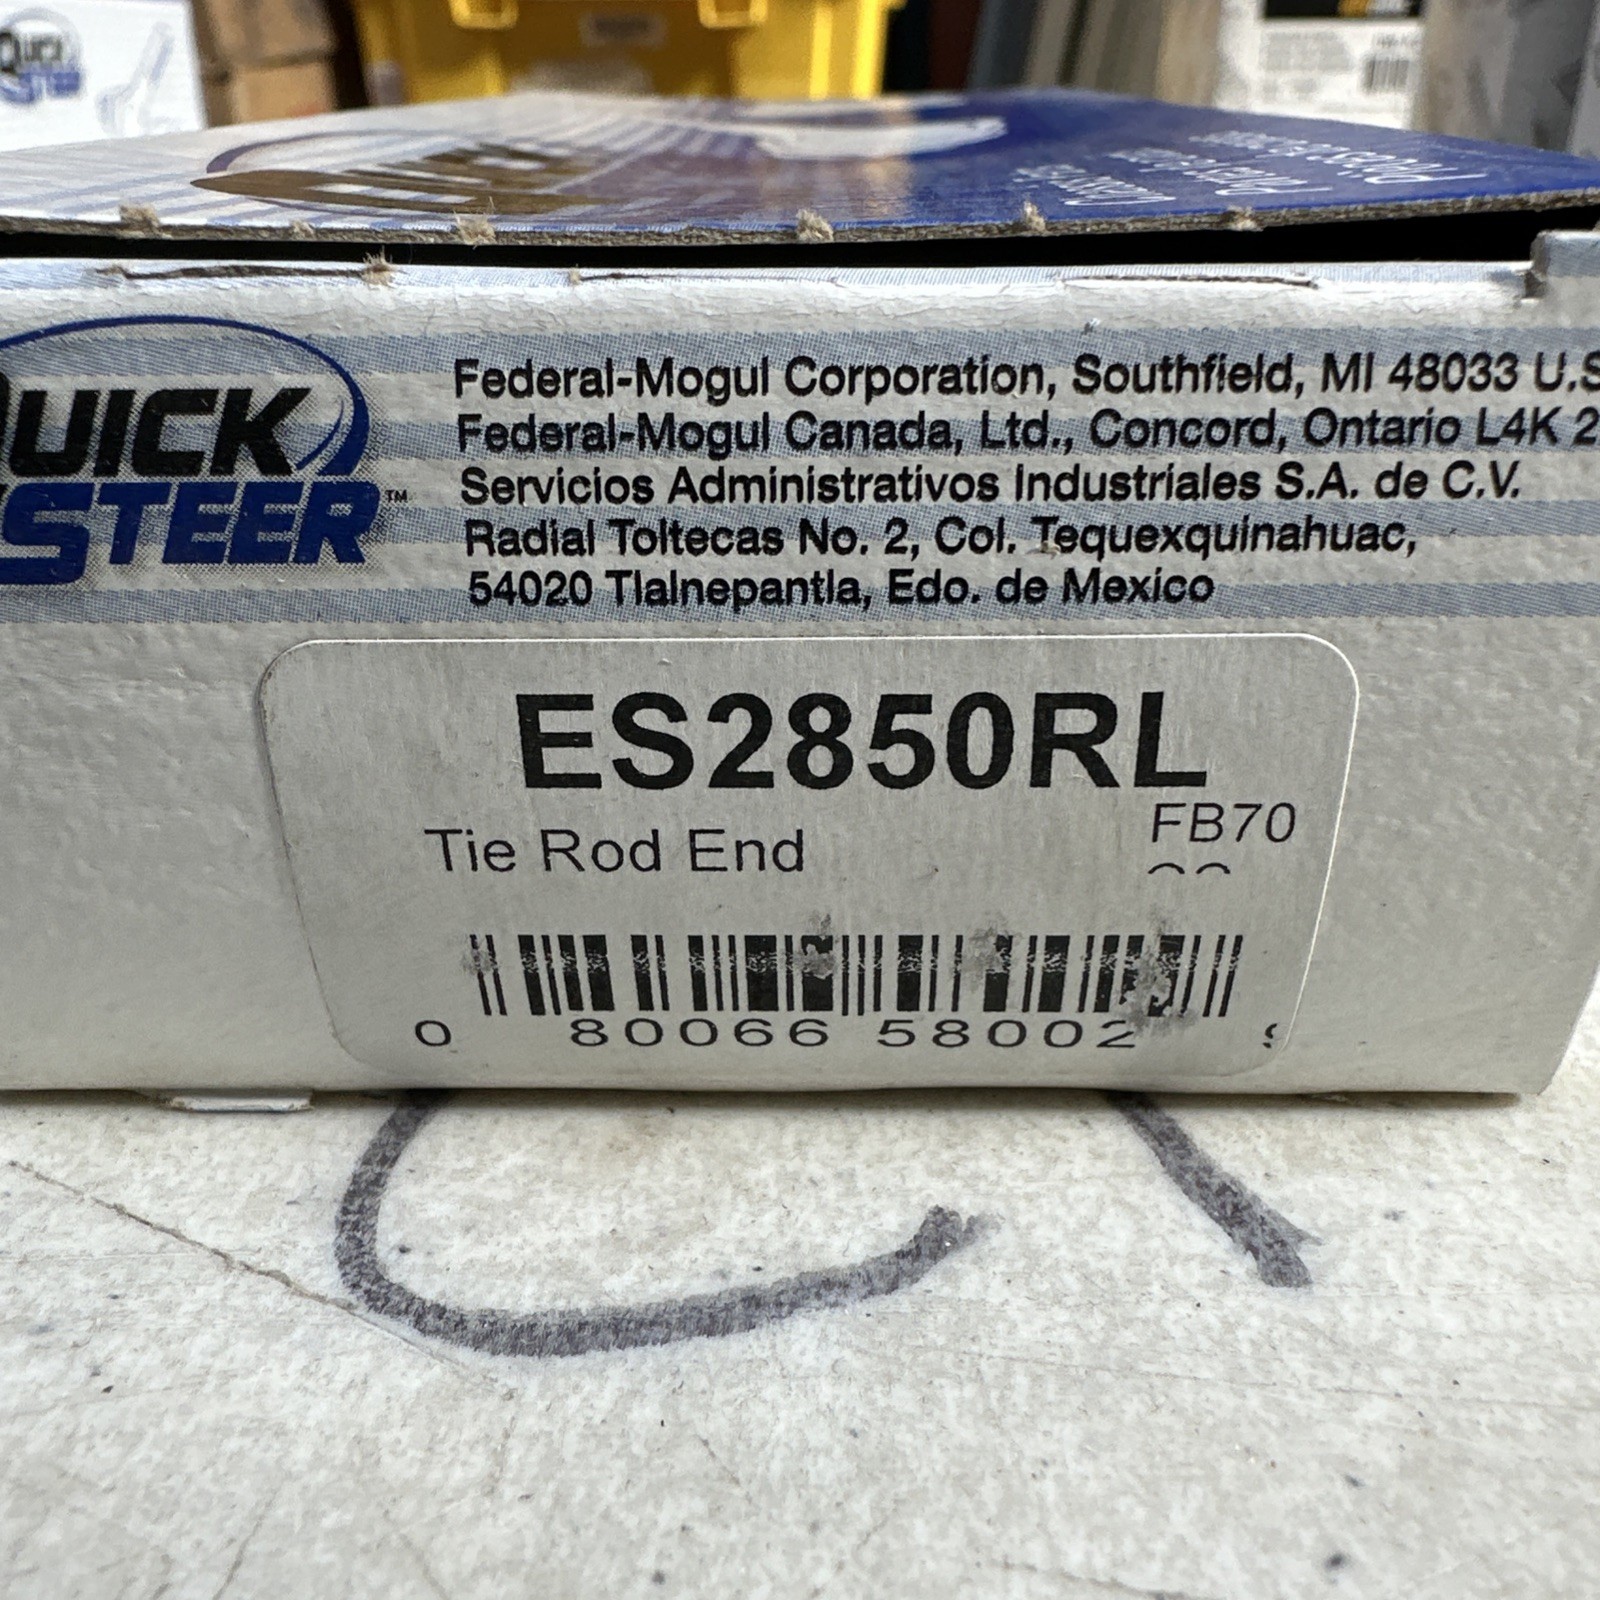 QUICK
STEER™
Federal-Mogul Corporation, Southfield, MI 48033 U.S
Federal-Mogul Canada, Ltd., Concord, Ontario L4K 2
Servicios Administrativos Industriales S.A. de C.V.
Radial Toltecas No. 2, Col. Tequexquinahuac,
54020 Tlalnepantla, Edo. de Mexico
ES2850RL
FB70
Tie Rod End
0 80066 58002 9